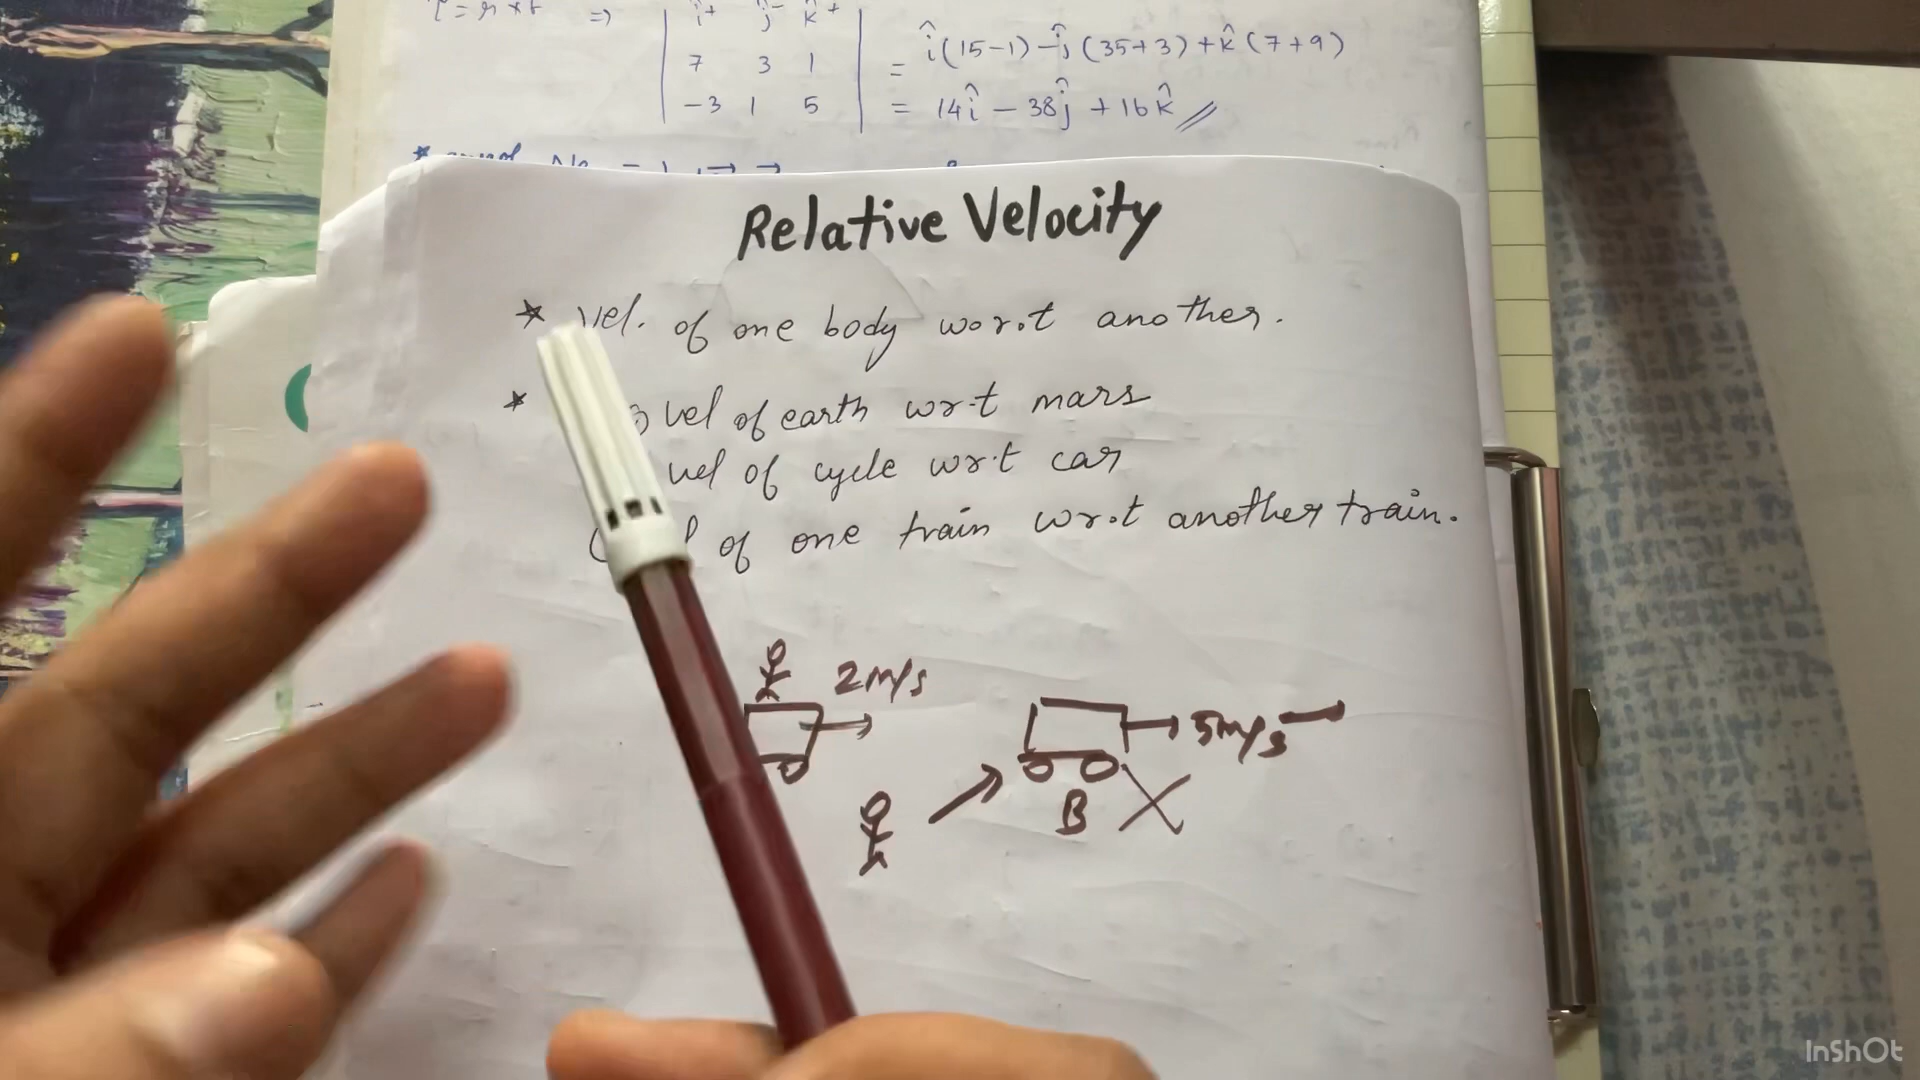 î+ ĵ- k̂+
7 3 1
-3 1 5
= î(15-1)-ĵ(35+3)+k̂(7+9)
= 14î - 38ĵ + 16k̂ //
Relative Velocity
* vel. of one body w.r.t another.
* vel of earth w.r.t mars
vel of cycle w.r.t car
of one train w.r.t another train.
2m/s
5m/s
B
InShOt